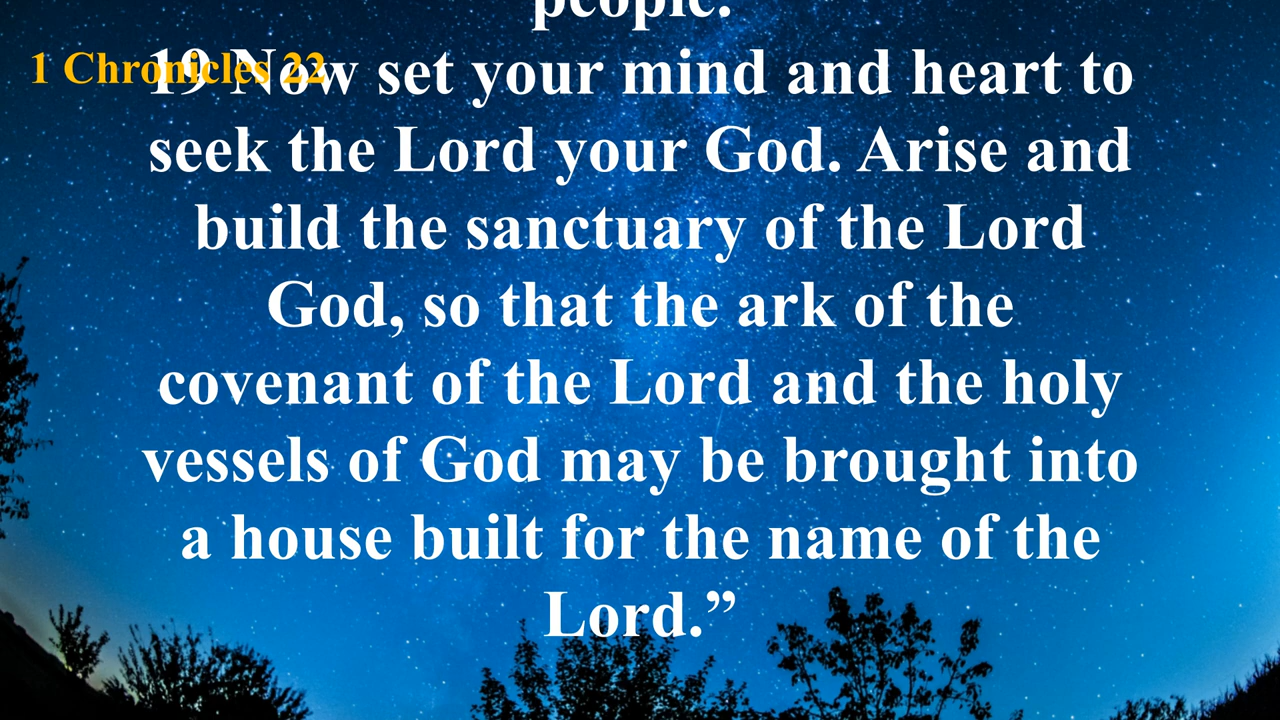 people.
1 Chronicles 22
19 Now set your mind and heart to
seek the Lord your God. Arise and
build the sanctuary of the Lord
God, so that the ark of the
covenant of the Lord and the holy
vessels of God may be brought into
a house built for the name of the
Lord.”